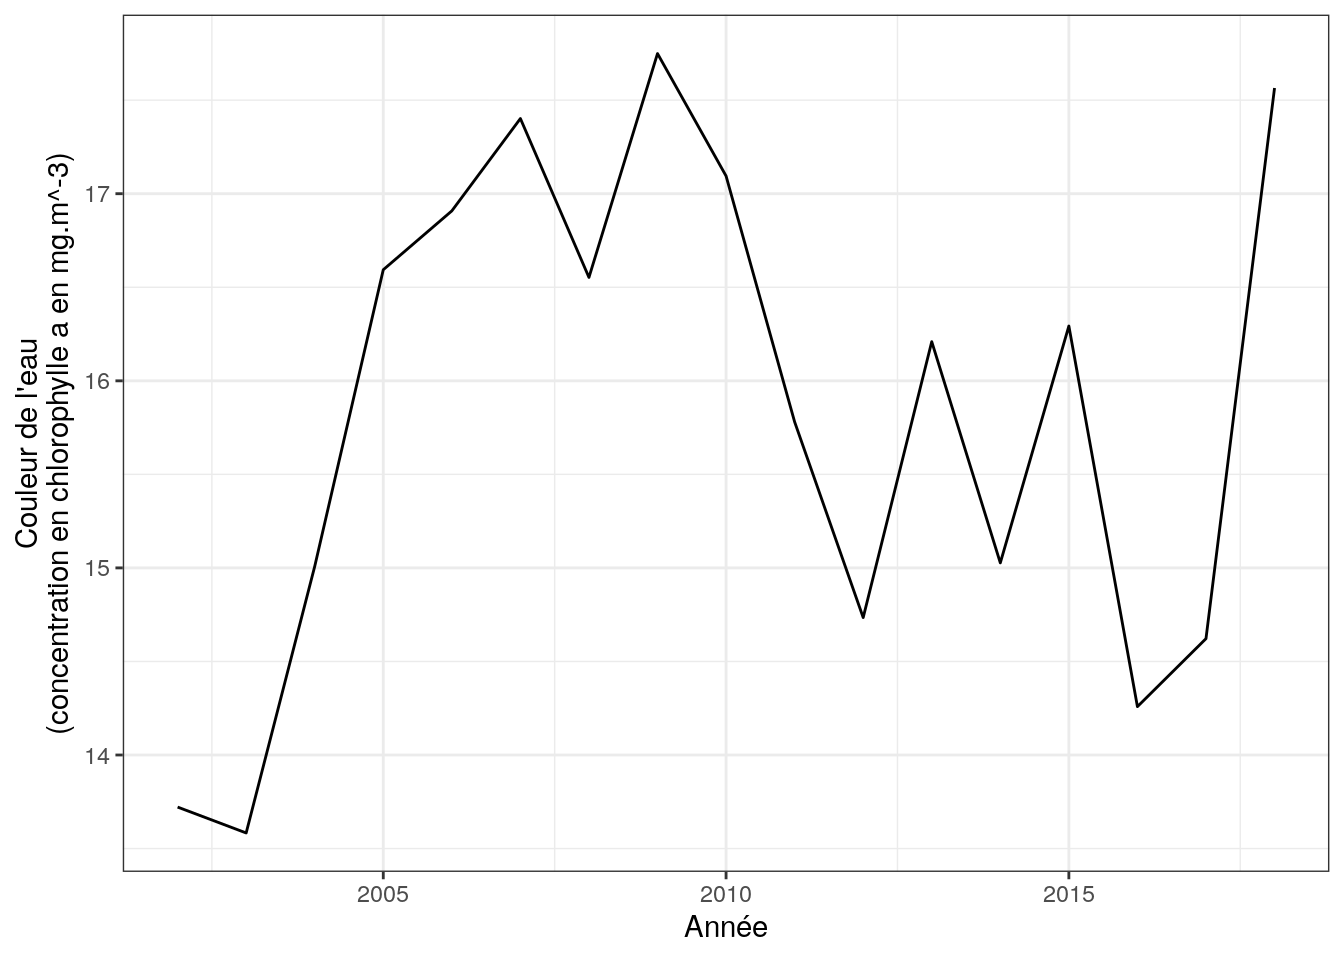 Couleur de l'eau
(concentration en chlorophylle a en mg.m^-3)
17
16
15
14
2005
2010
2015
Année